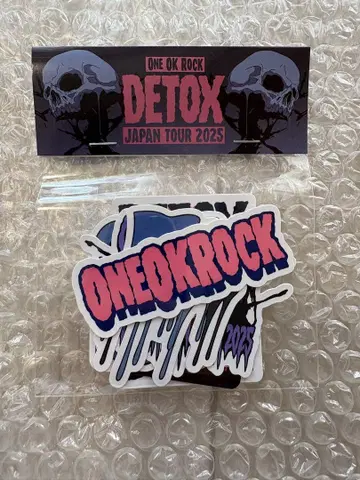 ONE OK ROCK
DETOX
JAPAN TOUR 2025
ONEOKROCK
2025